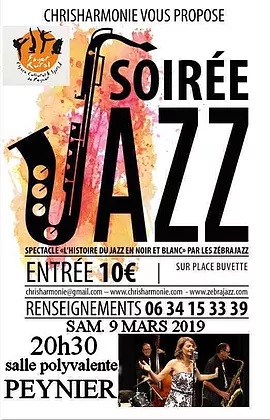 CHRISHARMONIE VOUS PROPOSE
Foyer
Rural
SOIRÉE
JAZZ
SPECTACLE «L'HISTOIRE DU JAZZ EN NOIR ET BLANC» PAR LES ZÉBRAJAZZ
ENTRÉE 10€
SUR PLACE BUVETTE
chrisharmonie@gmail.com – www.chrisharmonie.com - www.zebrajazz.com
RENSEIGNEMENTS 06 34 15 33 39
SAM. 9 MARS 2019
20h30
salle polyvalente
PEYNIER